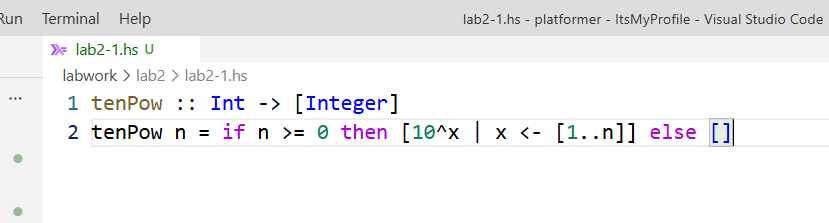 Run Terminal Help lab2-1.hs - platformer - ItsMyProfile - Visual Studio Code
lab2-1.hs U
labwork > lab2 > lab2-1.hs
...
1 tenPow :: Int -> [Integer]
2 tenPow n = if n >= 0 then [10^x | x <- [1..n]] else []